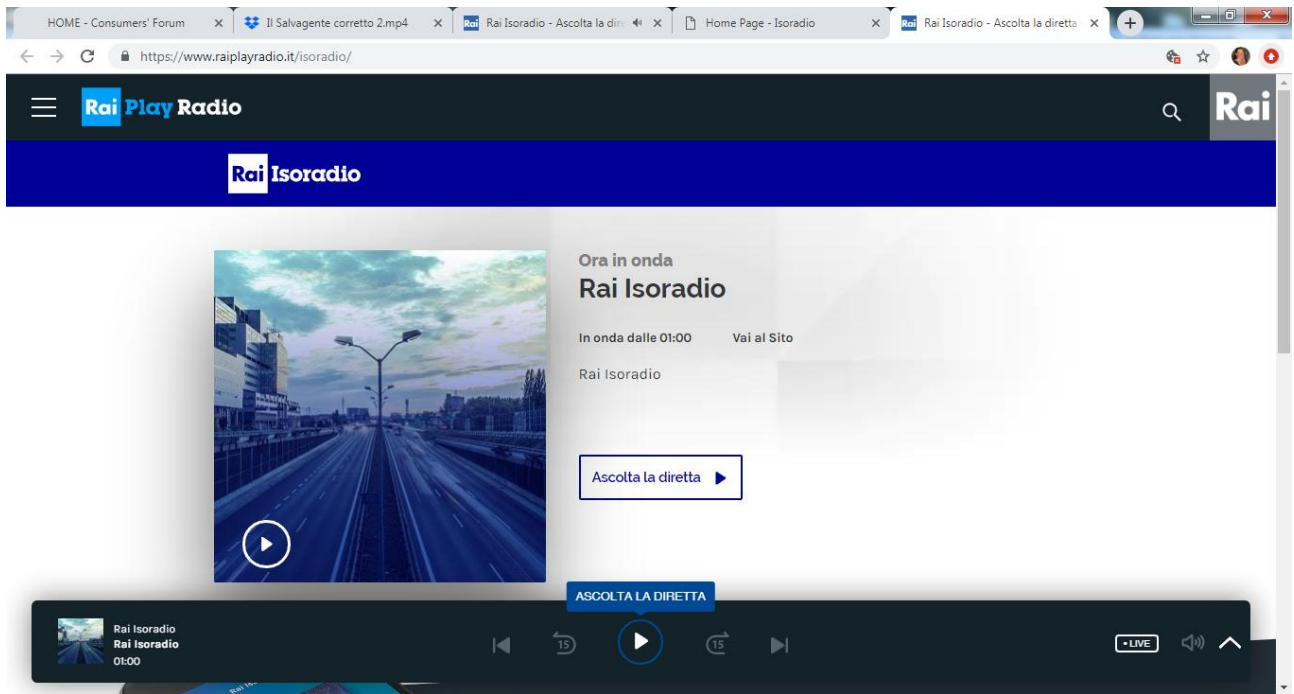 HOME - Consumers' Forum
Il Salvagente corretto 2.mp4
Rai Rai Isoradio - Ascolta la dire
Home Page - Isoradio
Rai Rai Isoradio - Ascolta la diretta
https://www.raiplayradio.it/isoradio/
Rai Play Radio
Rai
Rai Isoradio
Ora in onda
Rai Isoradio
In onda dalle 01:00 Vai al Sito
Rai Isoradio
Ascolta la diretta
ASCOLTA LA DIRETTA
Rai Isoradio
Rai Isoradio
01:00
15
15
• LIVE